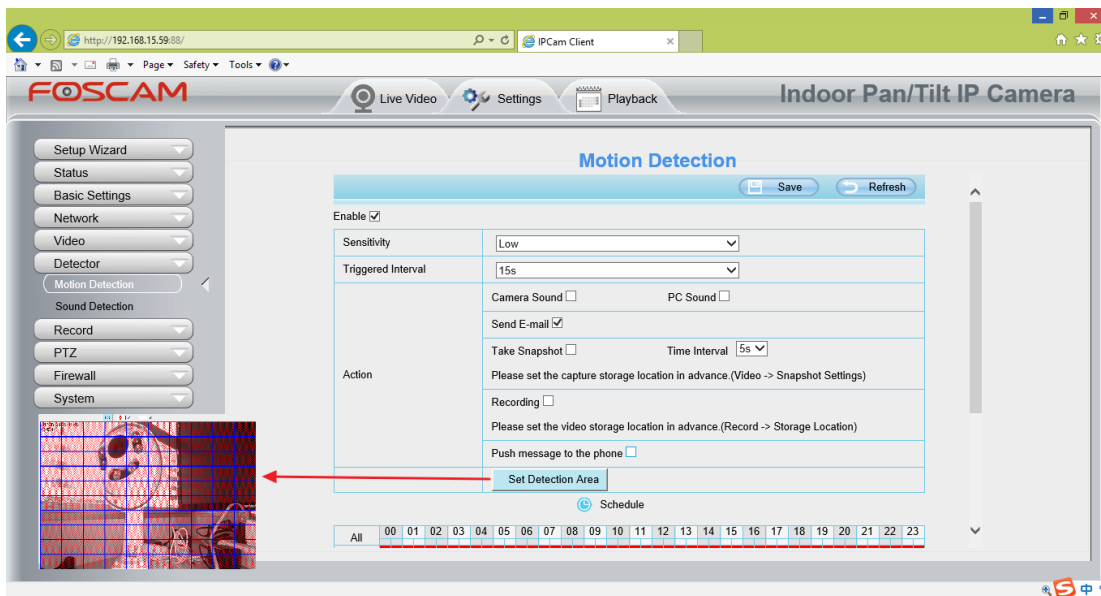 http://192.168.15.59:88/
IPCam Client
Page Safety Tools
FOSCAM
Live Video
Settings
Playback
Indoor Pan/Tilt IP Camera
Setup Wizard
Status
Basic Settings
Network
Video
Detector
Motion Detection
Sound Detection
Record
PTZ
Firewall
System
Motion Detection
Save Refresh
Enable
Sensitivity Low
Triggered Interval 15s
Camera Sound PC Sound
Send E-mail
Take Snapshot Time Interval 5s
Action
Please set the capture storage location in advance.(Video -> Snapshot Settings)
Recording
Please set the video storage location in advance.(Record -> Storage Location)
Push message to the phone
Set Detection Area
Schedule
All 00 01 02 03 04 05 06 07 08 09 10 11 12 13 14 15 16 17 18 19 20 21 22 23
S 中